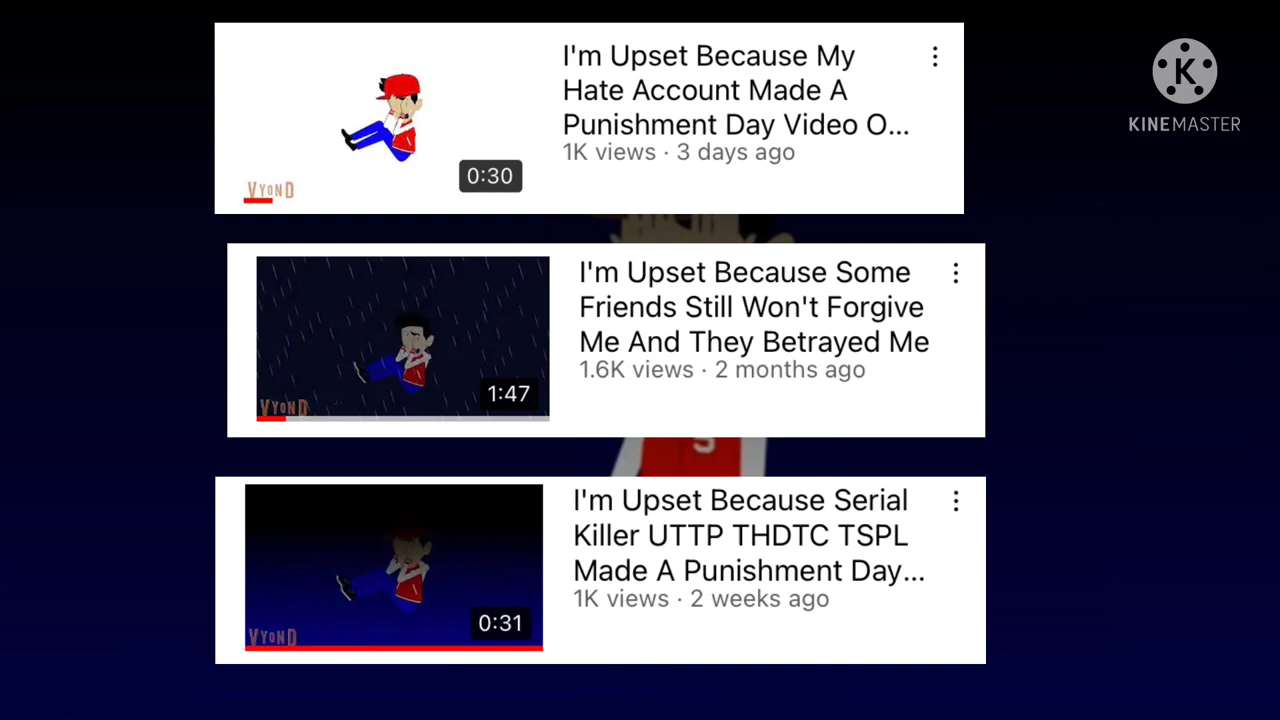 I'm Upset Because My
Hate Account Made A
Punishment Day Video O...
1K views · 3 days ago
0:30
VYOND
KINEMASTER
I'm Upset Because Some
Friends Still Won't Forgive
Me And They Betrayed Me
1.6K views · 2 months ago
1:47
VYOND
S
I'm Upset Because Serial
Killer UTTP THDTC TSPL
Made A Punishment Day...
1K views · 2 weeks ago
0:31
VYOND